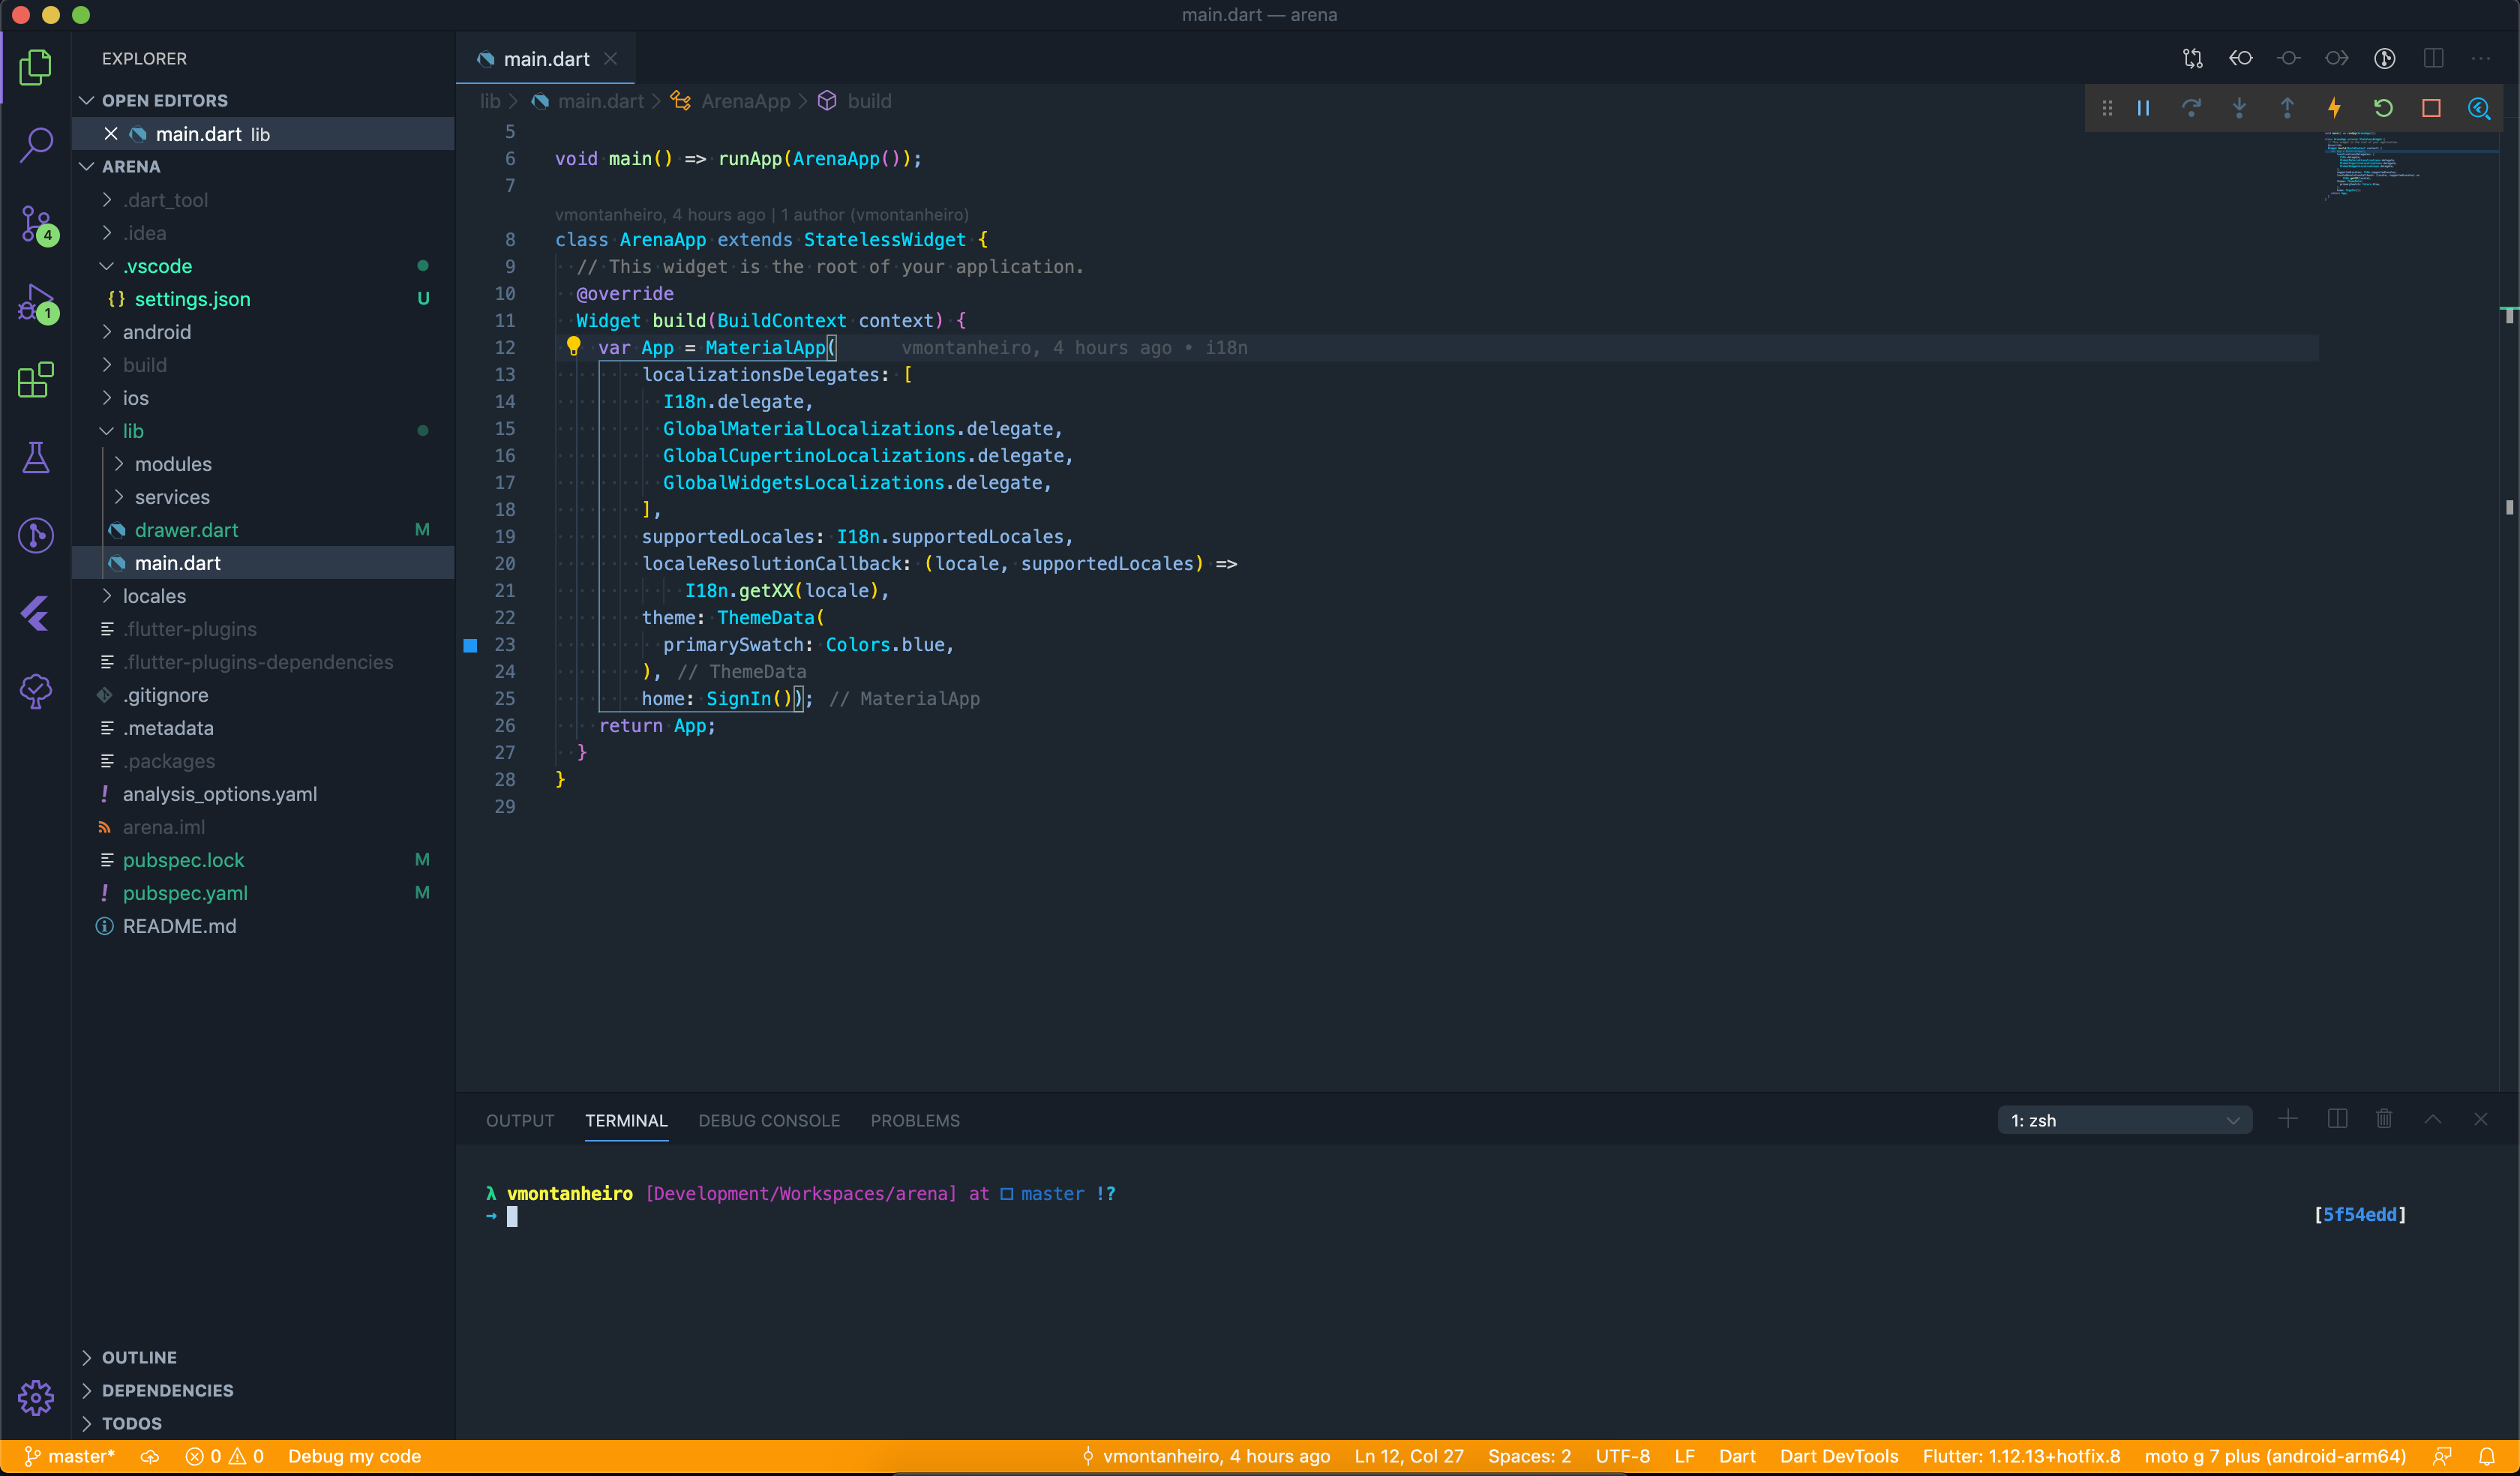 main.dart — arena
EXPLORER
OPEN EDITORS
main.dart lib
ARENA
.dart_tool
.idea
.vscode
{} settings.json U
android
build
ios
lib
modules
services
drawer.dart M
main.dart
locales
.flutter-plugins
.flutter-plugins-dependencies
.gitignore
.metadata
.packages
! analysis_options.yaml
arena.iml
pubspec.lock M
! pubspec.yaml M
README.md
OUTLINE
DEPENDENCIES
TODOS
4
1
main.dart
lib > main.dart > ArenaApp > build
5
6 void main() => runApp(ArenaApp());
7
vmontanheiro, 4 hours ago | 1 author (vmontanheiro)
8 class ArenaApp extends StatelessWidget {
9 // This widget is the root of your application.
10 @override
11 Widget build(BuildContext context) {
12 var App = MaterialApp( vmontanheiro, 4 hours ago • i18n
13 localizationsDelegates: [
14 I18n.delegate,
15 GlobalMaterialLocalizations.delegate,
16 GlobalCupertinoLocalizations.delegate,
17 GlobalWidgetsLocalizations.delegate,
18 ],
19 supportedLocales: I18n.supportedLocales,
20 localeResolutionCallback: (locale, supportedLocales) =>
21 I18n.getXX(locale),
22 theme: ThemeData(
23 primarySwatch: Colors.blue,
24 ), // ThemeData
25 home: SignIn()); // MaterialApp
26 return App;
27 }
28 }
29
OUTPUT TERMINAL DEBUG CONSOLE PROBLEMS 1: zsh
λ vmontanheiro [Development/Workspaces/arena] at master !?
→ [5f54edd]
master* 0 0 Debug my code vmontanheiro, 4 hours ago Ln 12, Col 27 Spaces: 2 UTF-8 LF Dart Dart DevTools Flutter: 1.12.13+hotfix.8 moto g 7 plus (android-arm64)